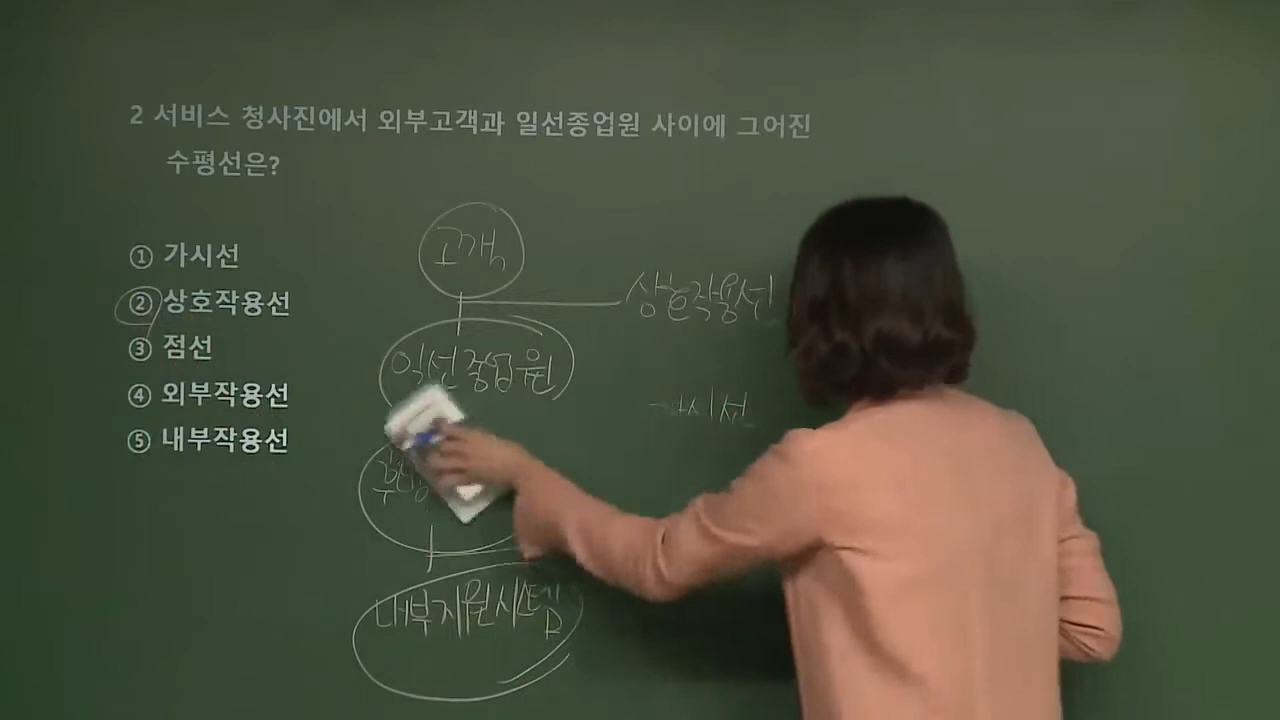 2 서비스 청사진에서 외부고객과 일선종업원 사이에 그어진
수평선은?
① 가시선
② 상호작용선
③ 점선
④ 외부작용선
⑤ 내부작용선
고객
상호작용선
일선종업원
가시선
내부지원시스템